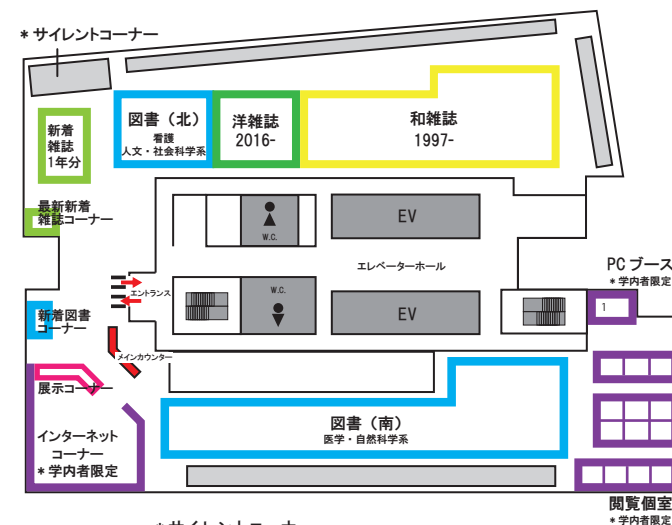 *サイレントコーナー
新着
雑誌
1年分
図書（北）
看護
人文・社会科学系
洋雑誌
2016-
和雑誌
1997-
最新新着
雑誌コーナー
W.C.
EV
エレベーターホール
エントランス
W.C.
EV
PCブース
*学内者限定
1
新着図書
コーナー
メインカウンター
展示コーナー
図書（南）
医学・自然科学系
インターネット
コーナー
*学内者限定
閲覧個室
*学内者限定